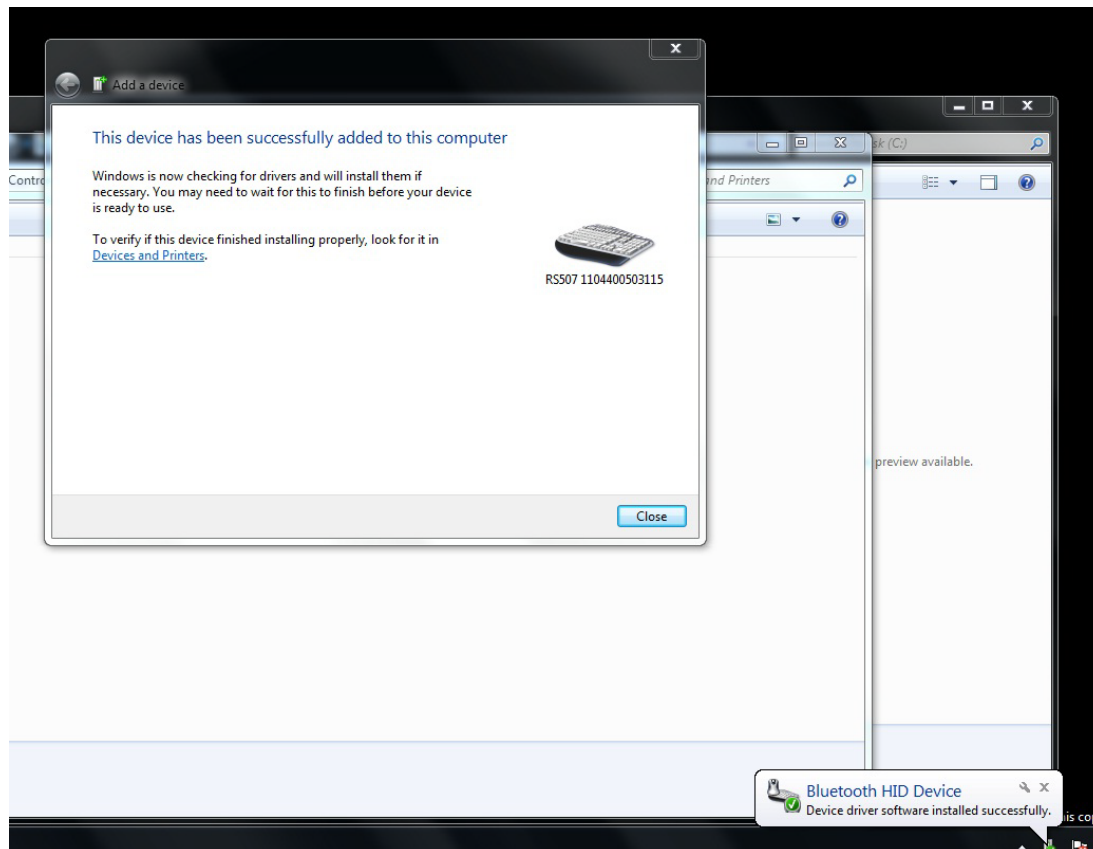 Add a device
This device has been successfully added to this computer
Windows is now checking for drivers and will install them if
necessary. You may need to wait for this to finish before your device
is ready to use.
To verify if this device finished installing properly, look for it in
Devices and Printers.
RS507 1104400503115
Close
sk (C:)
Contro
and Printers
preview available.
Bluetooth HID Device
Device driver software installed successfully.
his co